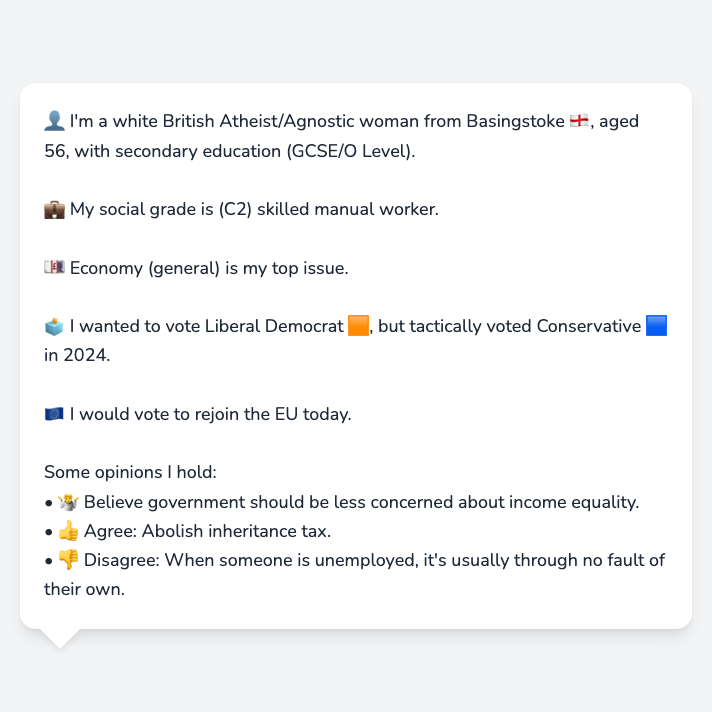 👤 I'm a white British Atheist/Agnostic woman from Basingstoke 🏴󠁧󠁢󠁥󠁮󠁧󠁿, aged
56, with secondary education (GCSE/O Level).
💼 My social grade is (C2) skilled manual worker.
💷 Economy (general) is my top issue.
🗳️ I wanted to vote Liberal Democrat 🟧, but tactically voted Conservative 🟦
in 2024.
🇪🇺 I would vote to rejoin the EU today.
Some opinions I hold:
• 🤷 Believe government should be less concerned about income equality.
• 👍 Agree: Abolish inheritance tax.
• 👎 Disagree: When someone is unemployed, it's usually through no fault of
their own.